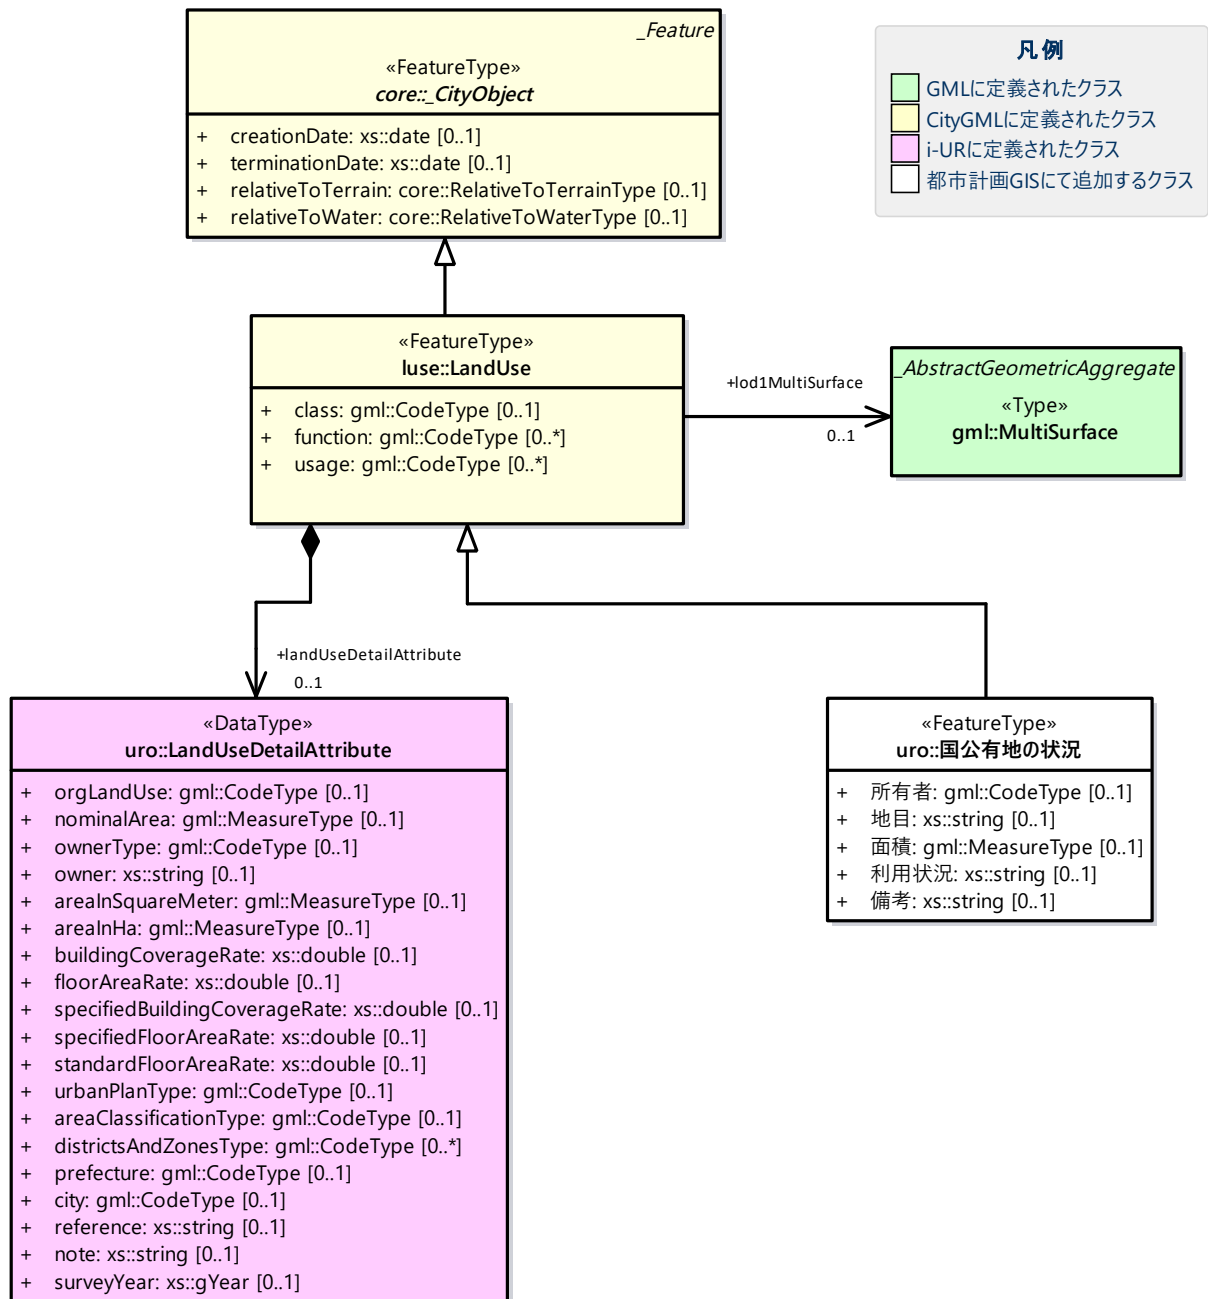 _Feature
«FeatureType»
core::_CityObject
+ creationDate: xs::date [0..1]
+ terminationDate: xs::date [0..1]
+ relativeToTerrain: core::RelativeToTerrainType [0..1]
+ relativeToWater: core::RelativeToWaterType [0..1]
凡例
GMLに定義されたクラス
CityGMLに定義されたクラス
i-URに定義されたクラス
都市計画GISにて追加するクラス
«FeatureType»
luse::LandUse
+ class: gml::CodeType [0..1]
+ function: gml::CodeType [0..*]
+ usage: gml::CodeType [0..*]
+lod1MultiSurface
0..1
_AbstractGeometricAggregate
«Type»
gml::MultiSurface
+landUseDetailAttribute
0..1
«DataType»
uro::LandUseDetailAttribute
+ orgLandUse: gml::CodeType [0..1]
+ nominalArea: gml::MeasureType [0..1]
+ ownerType: gml::CodeType [0..1]
+ owner: xs::string [0..1]
+ areaInSquareMeter: gml::MeasureType [0..1]
+ areaInHa: gml::MeasureType [0..1]
+ buildingCoverageRate: xs::double [0..1]
+ floorAreaRate: xs::double [0..1]
+ specifiedBuildingCoverageRate: xs::double [0..1]
+ specifiedFloorAreaRate: xs::double [0..1]
+ standardFloorAreaRate: xs::double [0..1]
+ urbanPlanType: gml::CodeType [0..1]
+ areaClassificationType: gml::CodeType [0..1]
+ districtsAndZonesType: gml::CodeType [0..*]
+ prefecture: gml::CodeType [0..1]
+ city: gml::CodeType [0..1]
+ reference: xs::string [0..1]
+ note: xs::string [0..1]
+ surveyYear: xs::gYear [0..1]
«FeatureType»
uro::国公有地の状況
+ 所有者: gml::CodeType [0..1]
+ 地目: xs::string [0..1]
+ 面積: gml::MeasureType [0..1]
+ 利用状況: xs::string [0..1]
+ 備考: xs::string [0..1]